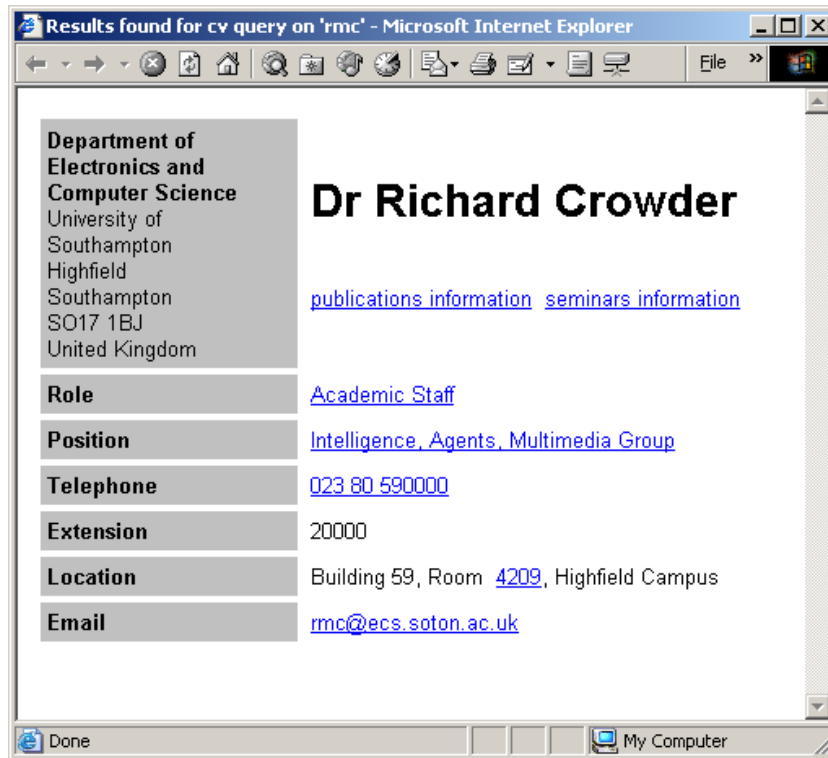 Results found for cv query on 'rmc' - Microsoft Internet Explorer
File »
Department of
Electronics and
Computer Science
University of
Southampton
Highfield
Southampton
SO17 1BJ
United Kingdom
Dr Richard Crowder
publications information seminars information
Role Academic Staff
Position Intelligence, Agents, Multimedia Group
Telephone 023 80 590000
Extension 20000
Location Building 59, Room 4209, Highfield Campus
Email rmc@ecs.soton.ac.uk
Done My Computer